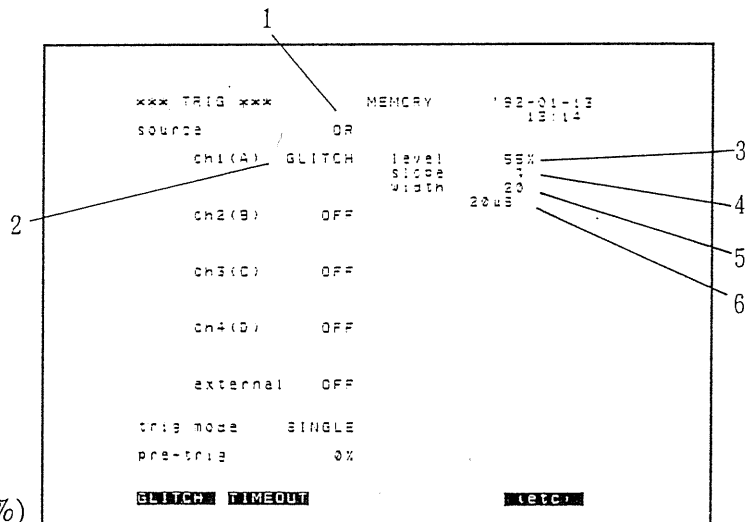 1
*** TRIG *** MEMORY '92-01-13
13:14
source OR
ch1(A) GLITCH level 55% 3
slope 4
width 20
20us
2 ch2(B) OFF
5
ch3(C) OFF
6
ch4(D) OFF
external OFF
trig mode SINGLE
pre-trig 0%
GLITCH TIMEOUT (etc)
%)